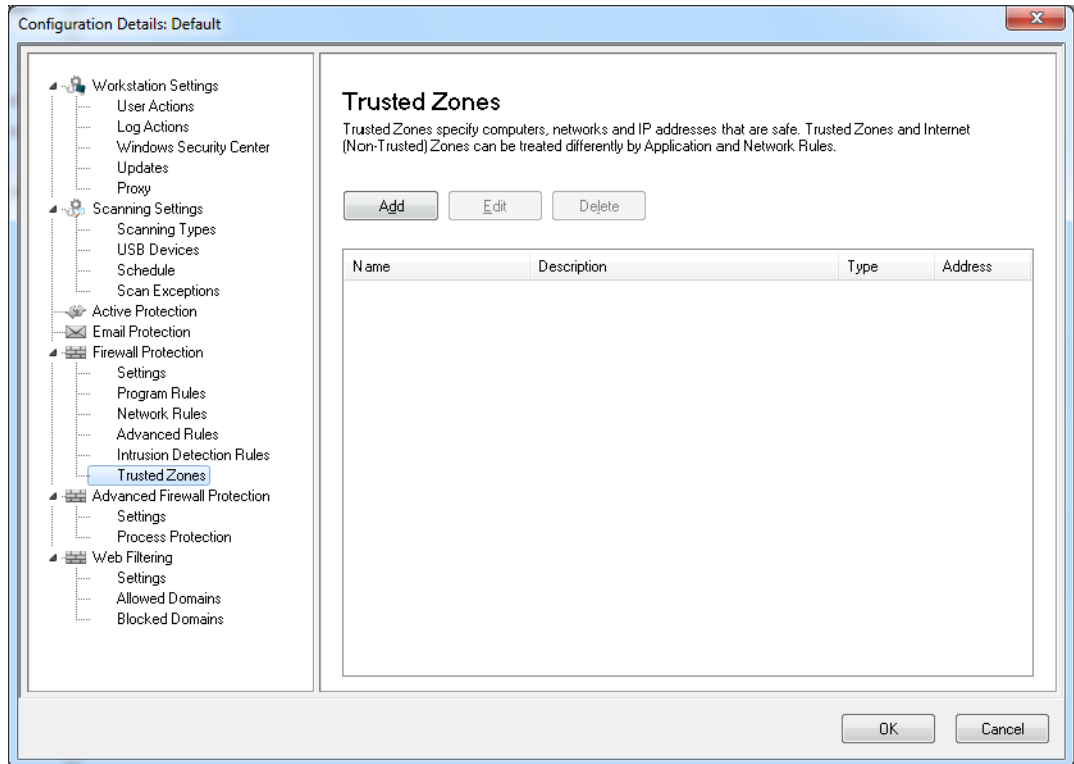 Configuration Details: Default
Workstation Settings
User Actions
Log Actions
Windows Security Center
Updates
Proxy
Scanning Settings
Scanning Types
USB Devices
Schedule
Scan Exceptions
Active Protection
Email Protection
Firewall Protection
Settings
Program Rules
Network Rules
Advanced Rules
Intrusion Detection Rules
Trusted Zones
Advanced Firewall Protection
Settings
Process Protection
Web Filtering
Settings
Allowed Domains
Blocked Domains
Trusted Zones
Trusted Zones specify computers, networks and IP addresses that are safe. Trusted Zones and Internet
(Non-Trusted) Zones can be treated differently by Application and Network Rules.
Add Edit Delete
Name Description Type Address
OK Cancel